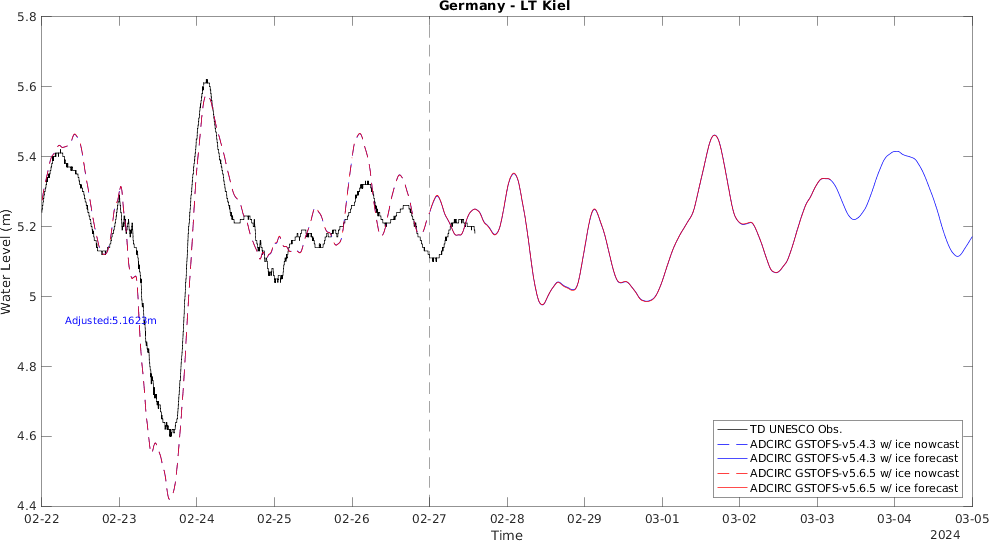 Germany - LT Kiel
5.8
5.6
5.4
5.2
5
4.8
4.6
4.4
Water Level (m)
Adjusted:5.1623m
TD UNESCO Obs.
ADCIRC GSTOFS-v5.4.3 w/ ice nowcast
ADCIRC GSTOFS-v5.4.3 w/ ice forecast
ADCIRC GSTOFS-v5.6.5 w/ ice nowcast
ADCIRC GSTOFS-v5.6.5 w/ ice forecast
02-22 02-23 02-24 02-25 02-26 02-27 02-28 02-29 03-01 03-02 03-03 03-04 03-05
Time
2024